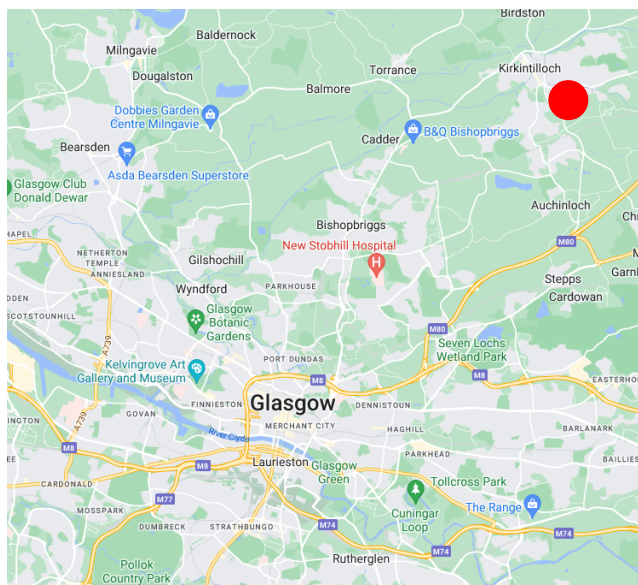 Birdston
Baldernock
Milngavie
Torrance
Kirkintilloch
Dougalston
Balmore
Dobbies Garden
Centre Milngavie
B&Q Bishopbriggs
Cadder
Bearsden
Asda Bearsden Superstore
Glasgow Club
Donald Dewar
Auchinloch
Bishopbriggs
M80
New Stobhill Hospital
NETHERTON
TEMPLE
Gilshochill
ANNIESLAND
Stepps
Wyndford
PARKHOUSE
Cardowan
Glasgow
Botanic
Gardens
SCOTSTOUNHILL
M80
A739
Seven Lochs
Wetland Park
PORT DUNDAS
Kelvingrove Art
Gallery and Museum
M8
M8
EASTERHOUSE
Glasgow
FINNIESTON
DENNISTOUN
GOVAN
A739
MERCHANT CITY
HAGHILL
BARLANARK
River Clyde
M8
PARKHEAD
Laurieston
M8
Glasgow
Green
CARDONALD
Tollcross Park
M77
The Range
MOSSPARK
Cuningar
Loop
DUMBRECK
STRATHBUNGO
M74
M74
M74
Rutherglen
Pollok
Country Park